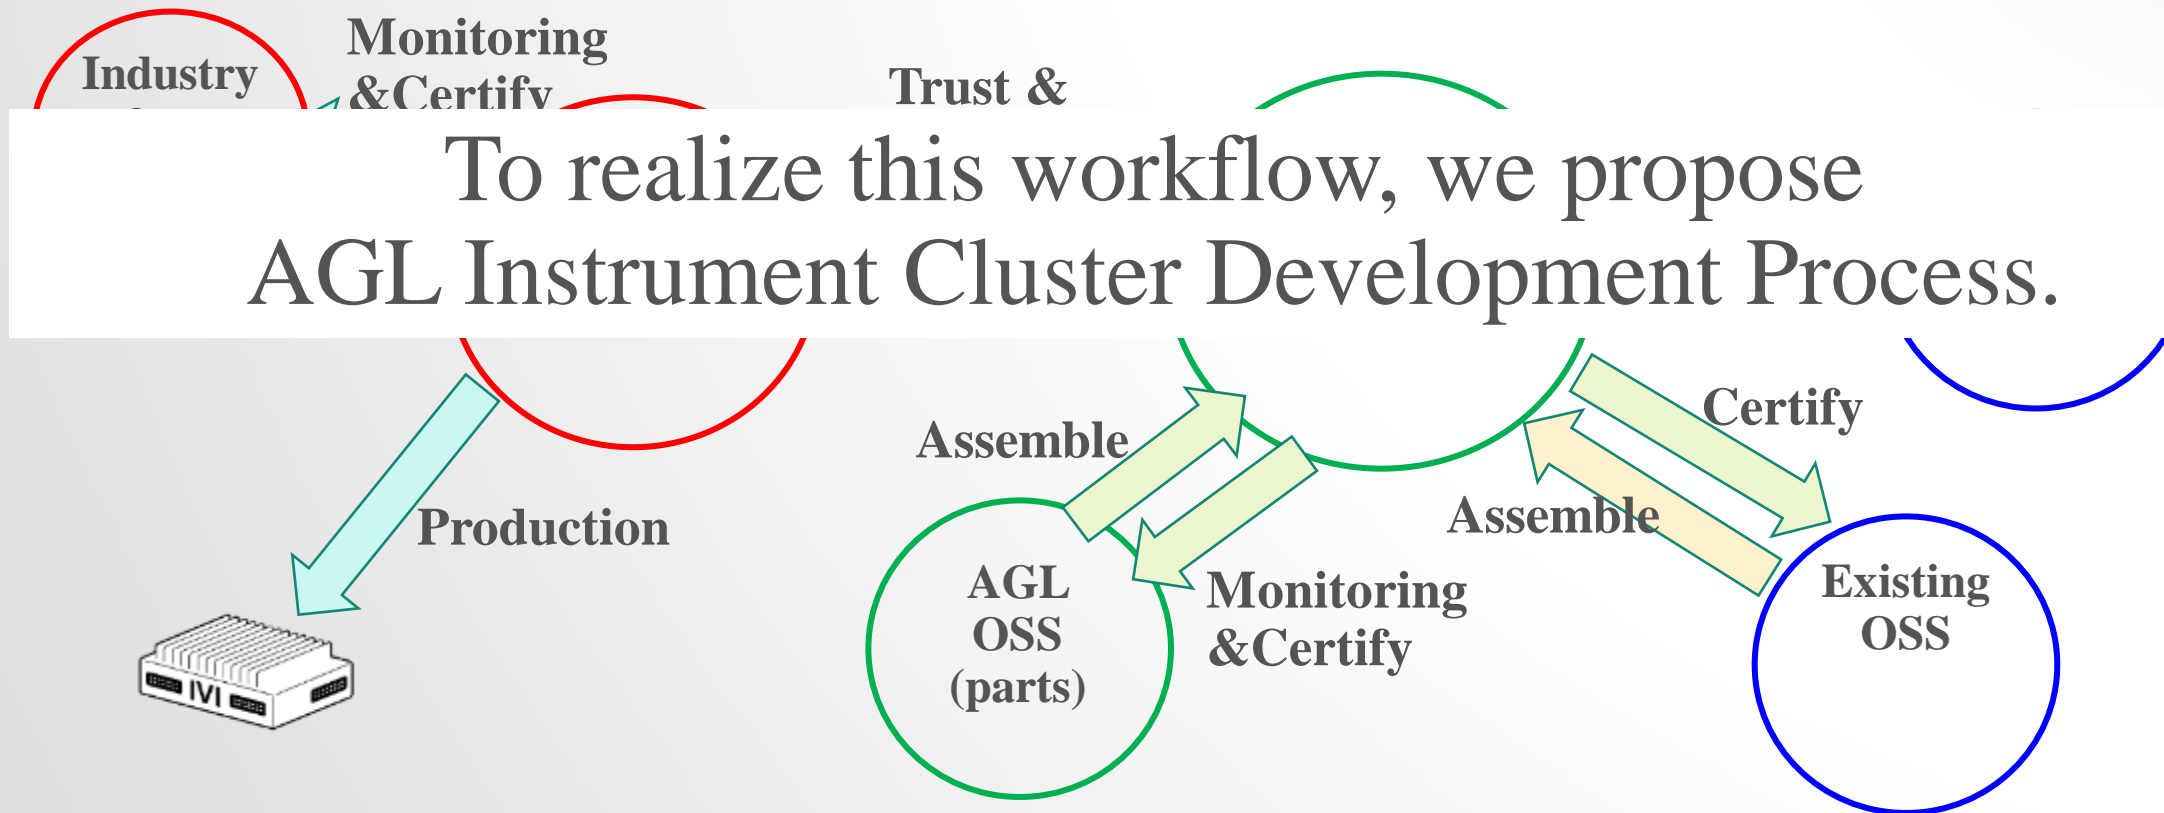 Industry
Monitoring
&Certify
Trust &
To realize this workflow, we propose
AGL Instrument Cluster Development Process.
Certify
Assemble
Production
Assemble
AGL
OSS
(parts)
Monitoring
&Certify
Existing
OSS
IVI